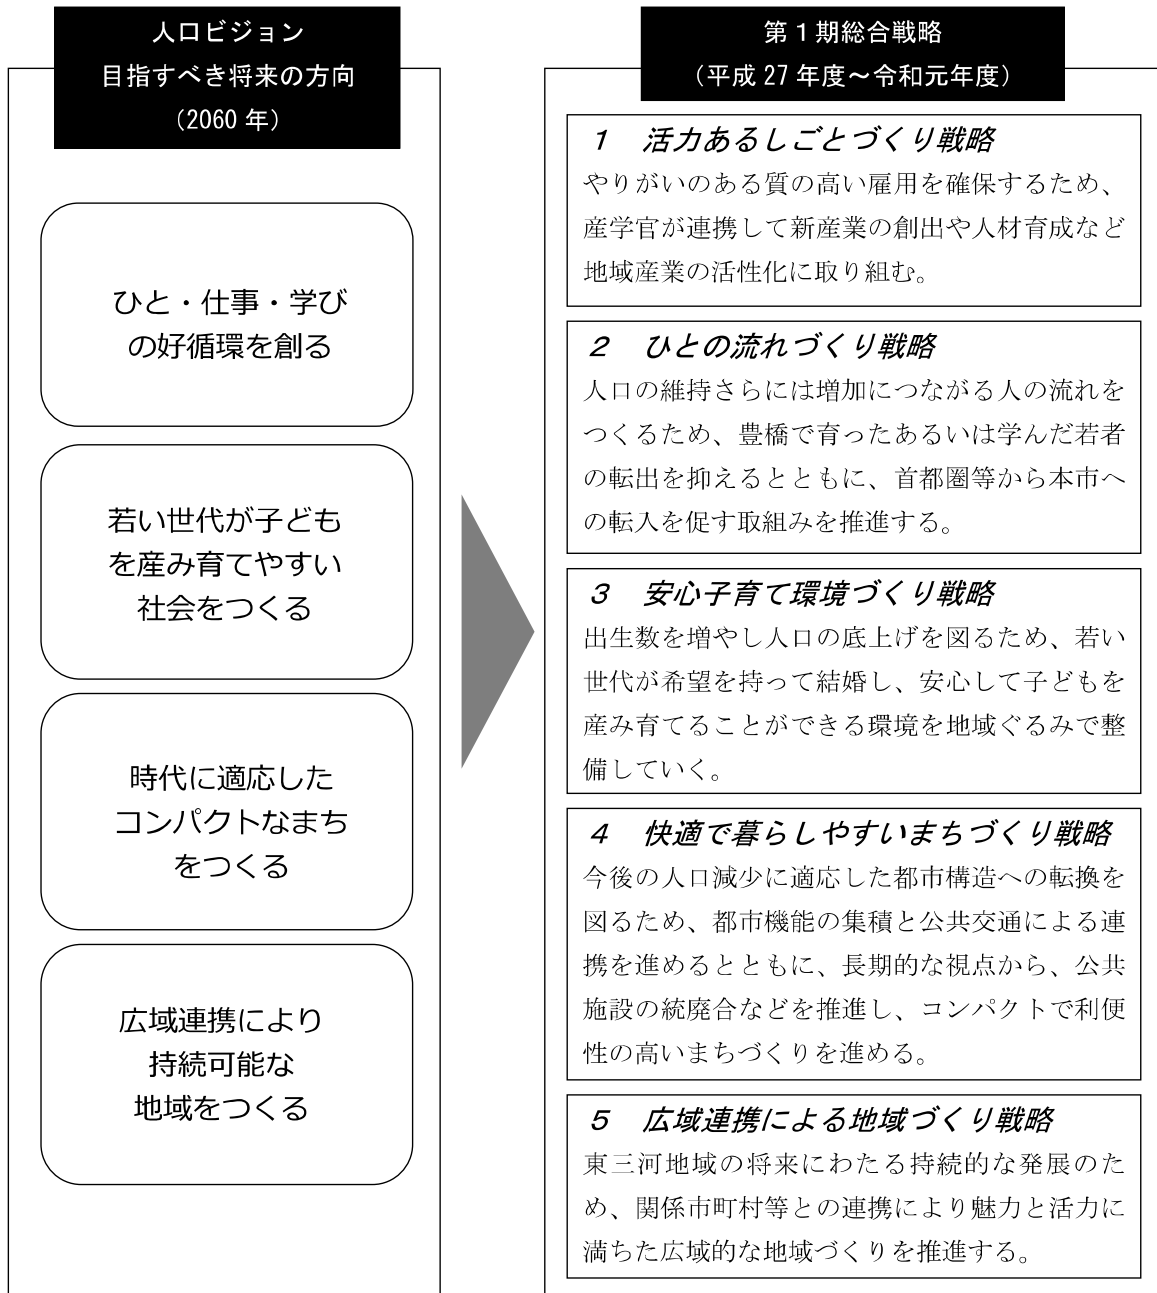 人口ビジョン
目指すべき将来の方向
（2060 年）
ひと・仕事・学び
の好循環を創る
若い世代が子ども
を産み育てやすい
社会をつくる
時代に適応した
コンパクトなまち
をつくる
広域連携により
持続可能な
地域をつくる
第１期総合戦略
（平成 27 年度～令和元年度）
１　活力あるしごとづくり戦略
やりがいのある質の高い雇用を確保するため、
産学官が連携して新産業の創出や人材育成など
地域産業の活性化に取り組む。
２　ひとの流れづくり戦略
人口の維持さらには増加につながる人の流れを
つくるため、豊橋で育ったあるいは学んだ若者
の転出を抑えるとともに、首都圏等から本市へ
の転入を促す取組みを推進する。
３　安心子育て環境づくり戦略
出生数を増やし人口の底上げを図るため、若い
世代が希望を持って結婚し、安心して子どもを
産み育てることができる環境を地域ぐるみで整
備していく。
４　快適で暮らしやすいまちづくり戦略
今後の人口減少に適応した都市構造への転換を
図るため、都市機能の集積と公共交通による連
携を進めるとともに、長期的な視点から、公共
施設の統廃合などを推進し、コンパクトで利便
性の高いまちづくりを進める。
５　広域連携による地域づくり戦略
東三河地域の将来にわたる持続的な発展のた
め、関係市町村等との連携により魅力と活力に
満ちた広域的な地域づくりを推進する。